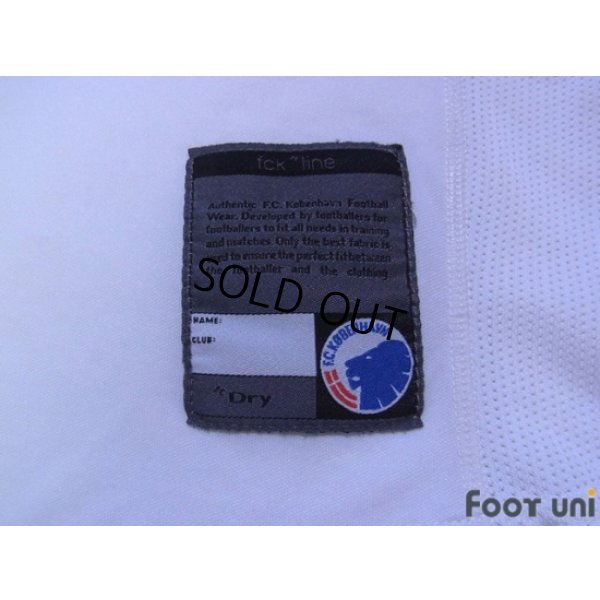 fck line
Authentic F.C. København Football
Wear. Developed by footballers for
footballers to fit all needs in training
and matches. Only the best fabric is
used to ensure the perfect fit between
the footballer and the clothing
SOLD OUT
NAME:
CLUB:
F.C.KØBENHAVN
Dry
FOOT UNI